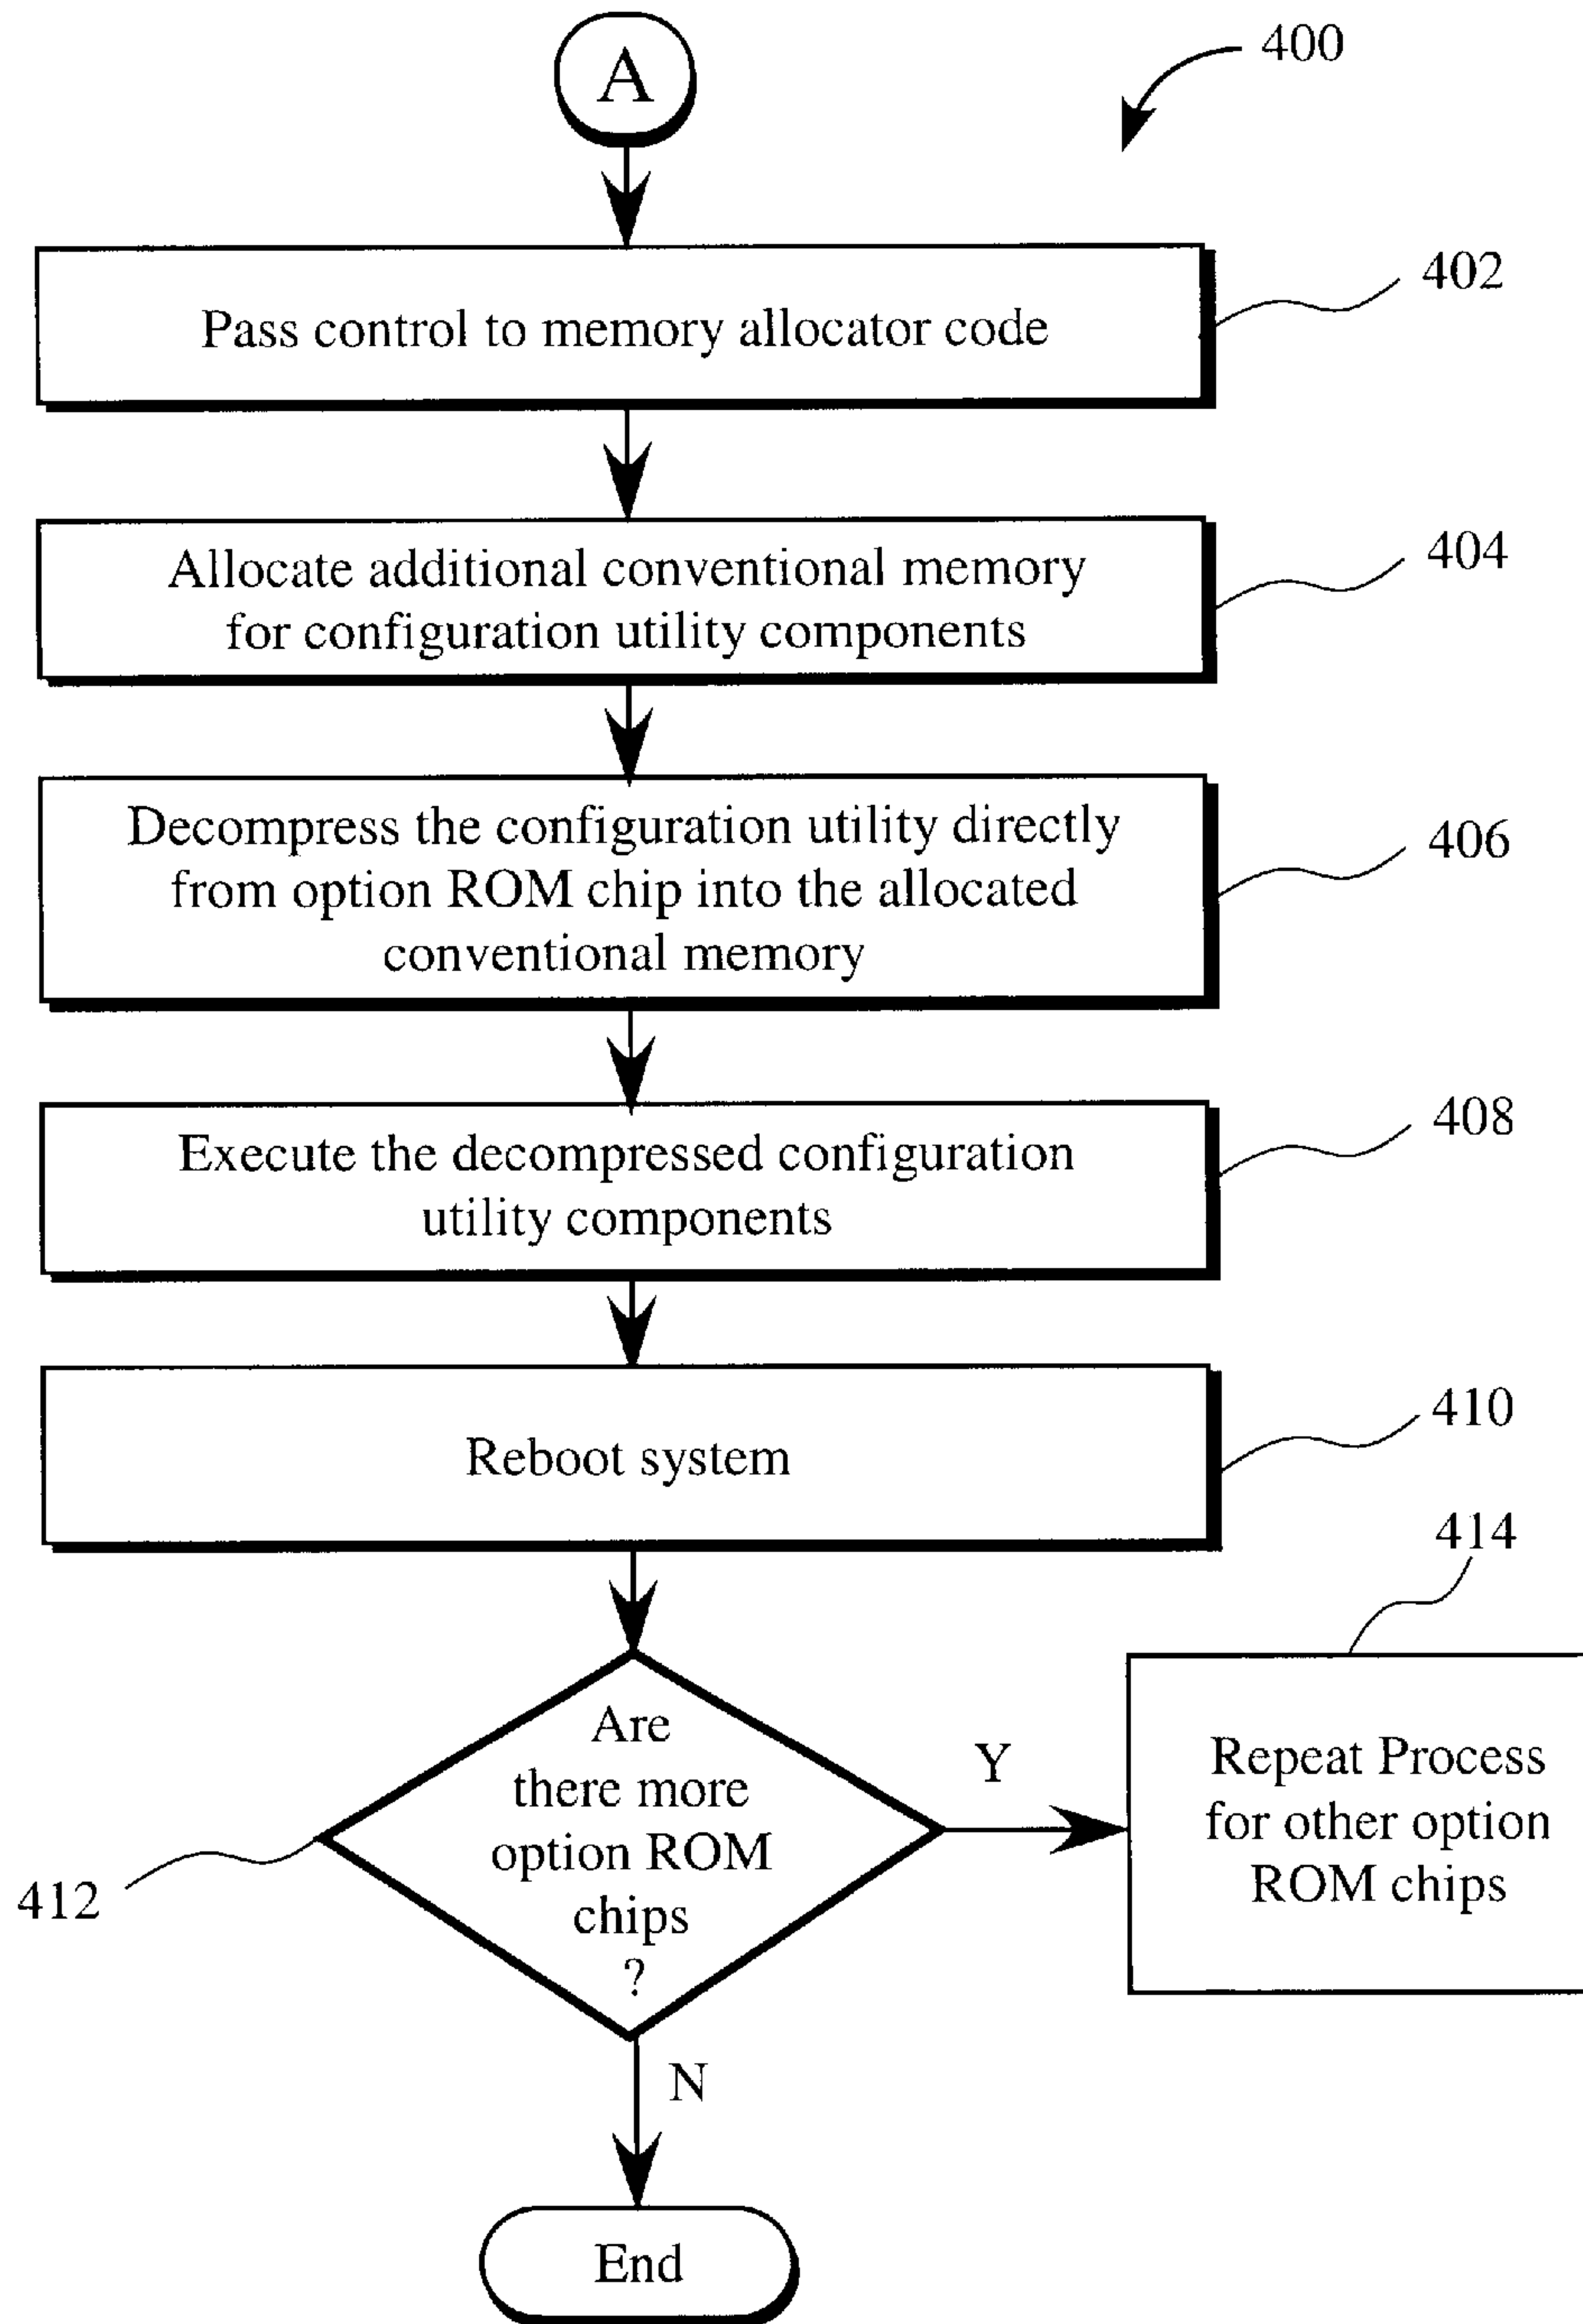 A
400
Pass control to memory allocator code
402
Allocate additional conventional memory
for configuration utility components
404
Decompress the configuration utility directly
from option ROM chip into the allocated
conventional memory
406
Execute the decompressed configuration
utility components
408
Reboot system
410
414
Are
there more
option ROM
chips
?
412
Y
Repeat Process
for other option
ROM chips
N
End